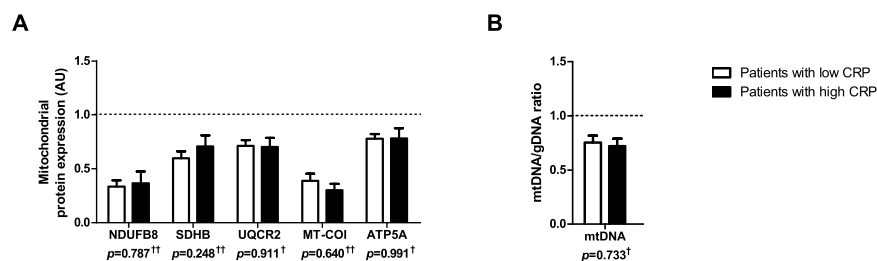 A
Mitochondrial
protein expression (AU)
1.5
1.0
0.5
0.0
NDUFB8 SDHB UQCR2 MT-COI ATP5A
p=0.787†† p=0.248†† p=0.911† p=0.640†† p=0.991†
B
mtDNA/gDNA ratio
1.5
1.0
0.5
0.0
mtDNA
p=0.733†
Patients with low CRP
Patients with high CRP